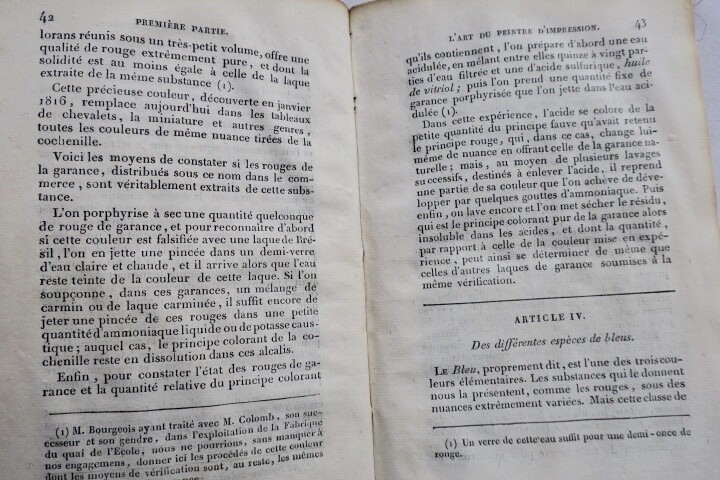 42 PREMIÈRE PARTIE.
lorans réunis sous un très-petit volume, offre une
qualité de rouge extrêmement pure, et dont la
solidité est au moins égale à celle de la laque
extraite de la même substance (1).
Cette précieuse couleur, découverte en janvier
1816, remplace aujourd'hui dans les tableaux
de chevalets, la miniature et autres genres,
toutes les couleurs de même nuance tirées de la
cochenille.
Voici les moyens de constater si les rouges de
la garance, distribués sous ce nom dans le com-
merce, sont véritablement extraits de cette subs-
tance.
L'on porphyrise à sec une quantité quelconque
de rouge de garance, et pour reconnaître d'abord
si cette couleur est falsifiée avec une laque de Bré-
sil, l'on en jette une pincée dans un demi-verre
d'eau claire et chaude, et il arrive alors que l'eau
reste teinte de la couleur de cette laque. Si l'on
soupçonne, dans ces garances, un mélange de
carmin ou de laque carminée, il suffit encore de
jeter une pincée de ces rouges dans une petite
quantité d'ammoniaque liquide ou de potasse caus-
tique; auquel cas, le principe colorant de la co-
chenille reste en dissolution dans ces alcalis.
Enfin, pour constater l'état des rouges de ga-
rance et la quantité relative du principe colorant
(1) M. Bourgeois ayant traité avec M. Colomb, son suc-
cesseur et son gendre, dans l'exploitation de la Fabrique
du quai de l'Ecole, nous ne pourrions, sans manquer à
nos engagemens, donner ici les procédés de cette couleur
dont les moyens de vérification sont, au reste, les mêmes
L'ART DU PEINTRE D'IMPRESSION. 43
qu'ils contiennent, l'on prépare d'abord une eau
acidulée, en mêlant entre elles quinze à vingt par-
ties d'eau filtrée et une d'acide sulfurique, huile
de vitriol; puis l'on prend une quantité fixe de
garance porphyrisée que l'on jette dans l'eau aci-
dulée (1).
Dans cette expérience, l'acide se colore de la
petite quantité du principe fauve qu'avait retenu
le principe rouge, qui, dans ce cas, change lui-
même de nuance en offrant celle de la garance na-
turelle; mais, au moyen de plusieurs lavages
successifs, destinés à enlever l'acide, il reprend
une partie de sa couleur que l'on achève de déve-
lopper par quelques gouttes d'ammoniaque. Puis
enfin, on lave encore et l'on met sécher le résidu,
qui est le principe colorant pur de la garance alors
insoluble dans les acides, et dont la quantité,
par rapport à celle de la couleur mise en expé-
rience, peut ainsi se déterminer de même que
celles d'autres laques de garance soumises à la
même vérification.
ARTICLE IV.
Des différentes espèces de bleus.
LE Bleu, proprement dit, est l'une des trois cou-
leurs élémentaires. Les substances qui le donnent
nous la présentent, comme les rouges, sous des
nuances extrêmement variées. Mais cette classe de
(1) Un verre de cette eau suffit pour une demi-once de
rouge.